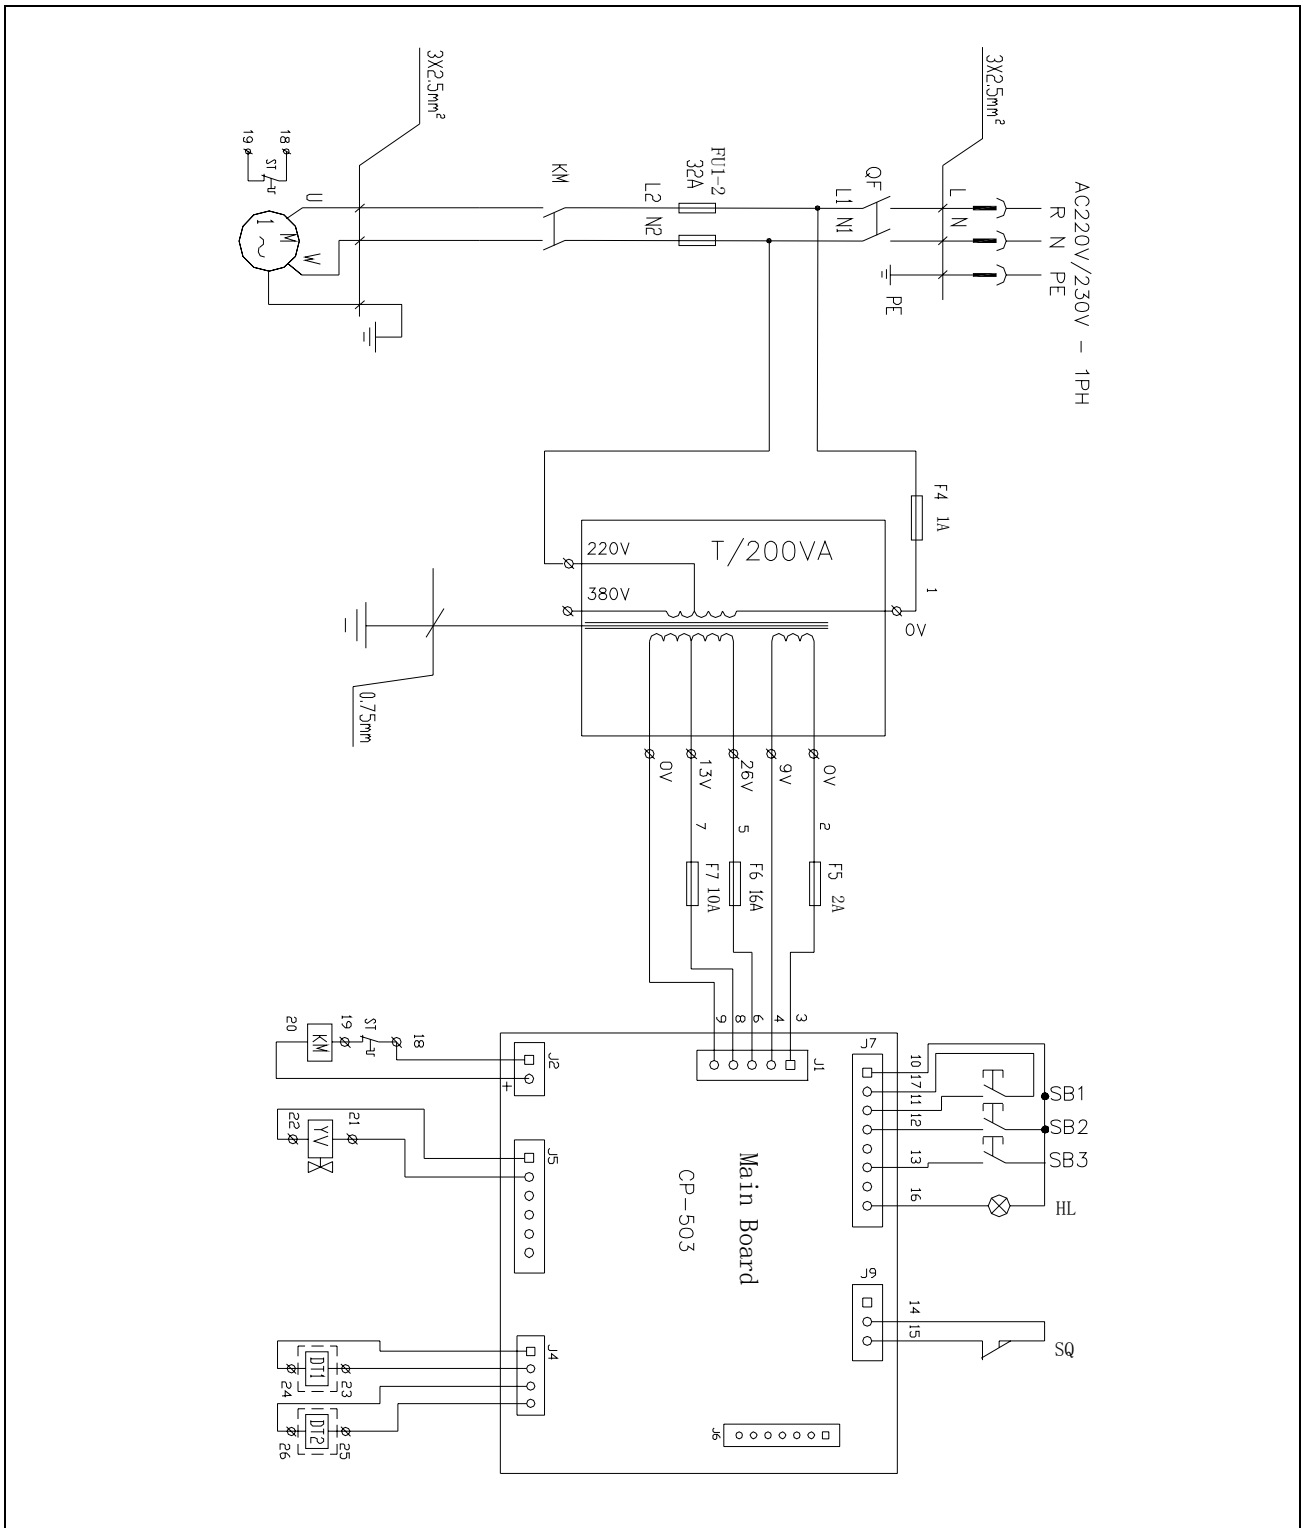 AC220V/230V - 1PH
R
N
PE
3X2.5mm²
L
N
QF
PE
L1
N1
FU1-2
32A
L2
N2
KM
3X2.5mm²
U
W
M
1
~
ST
18
19
F4 1A
1
0V
T/200VA
220V
380V
0.75mm
0V
9V
26V
13V
0V
2
5
7
F5 2A
F6 16A
F7 10A
3
4
6
8
9
J1
J7
10
17
11
12
13
16
SB1
SB2
SB3
HL
J9
14
15
SQ
Main Board
CP-503
J6
J2
+
18
ST
19
KM
20
J5
21
YV
22
J4
23
DT1
24
25
DT2
26